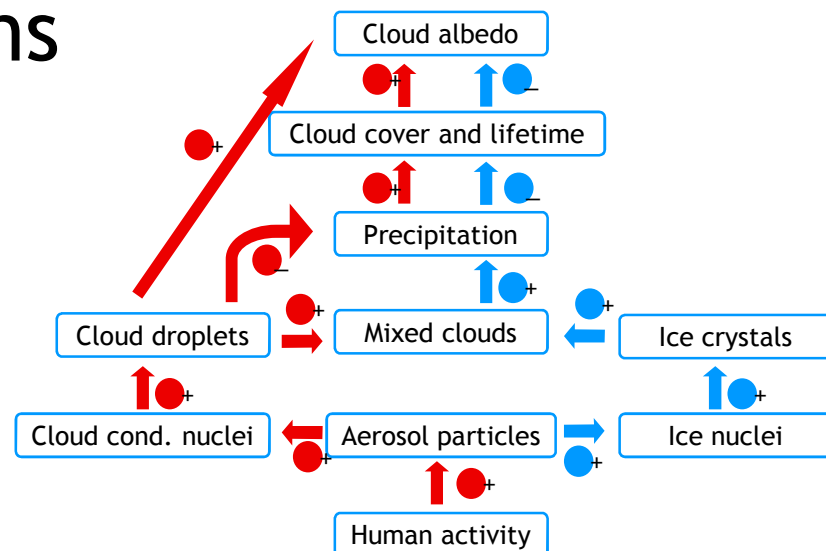 ns
Cloud albedo
+
+
–
Cloud cover and lifetime
+
–
Precipitation
–
+
+
+
Cloud droplets
Mixed clouds
Ice crystals
+
+
Cloud cond. nuclei
Aerosol particles
Ice nuclei
+
+
+
Human activity